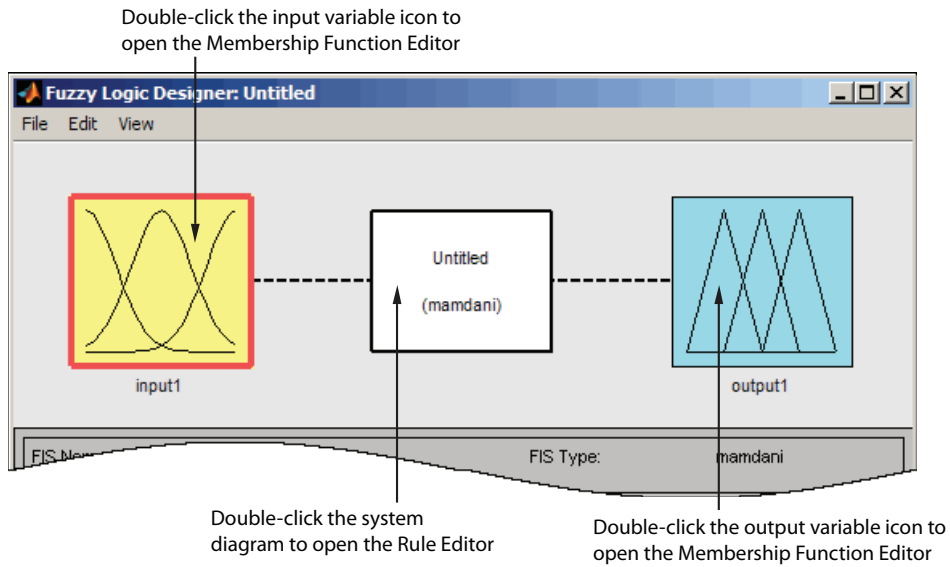 Double-click the input variable icon to
open the Membership Function Editor
Fuzzy Logic Designer: Untitled
File Edit View
Untitled
(mamdani)
input1
output1
FIS
FIS Type: mamdani
Double-click the system
diagram to open the Rule Editor
Double-click the output variable icon to
open the Membership Function Editor